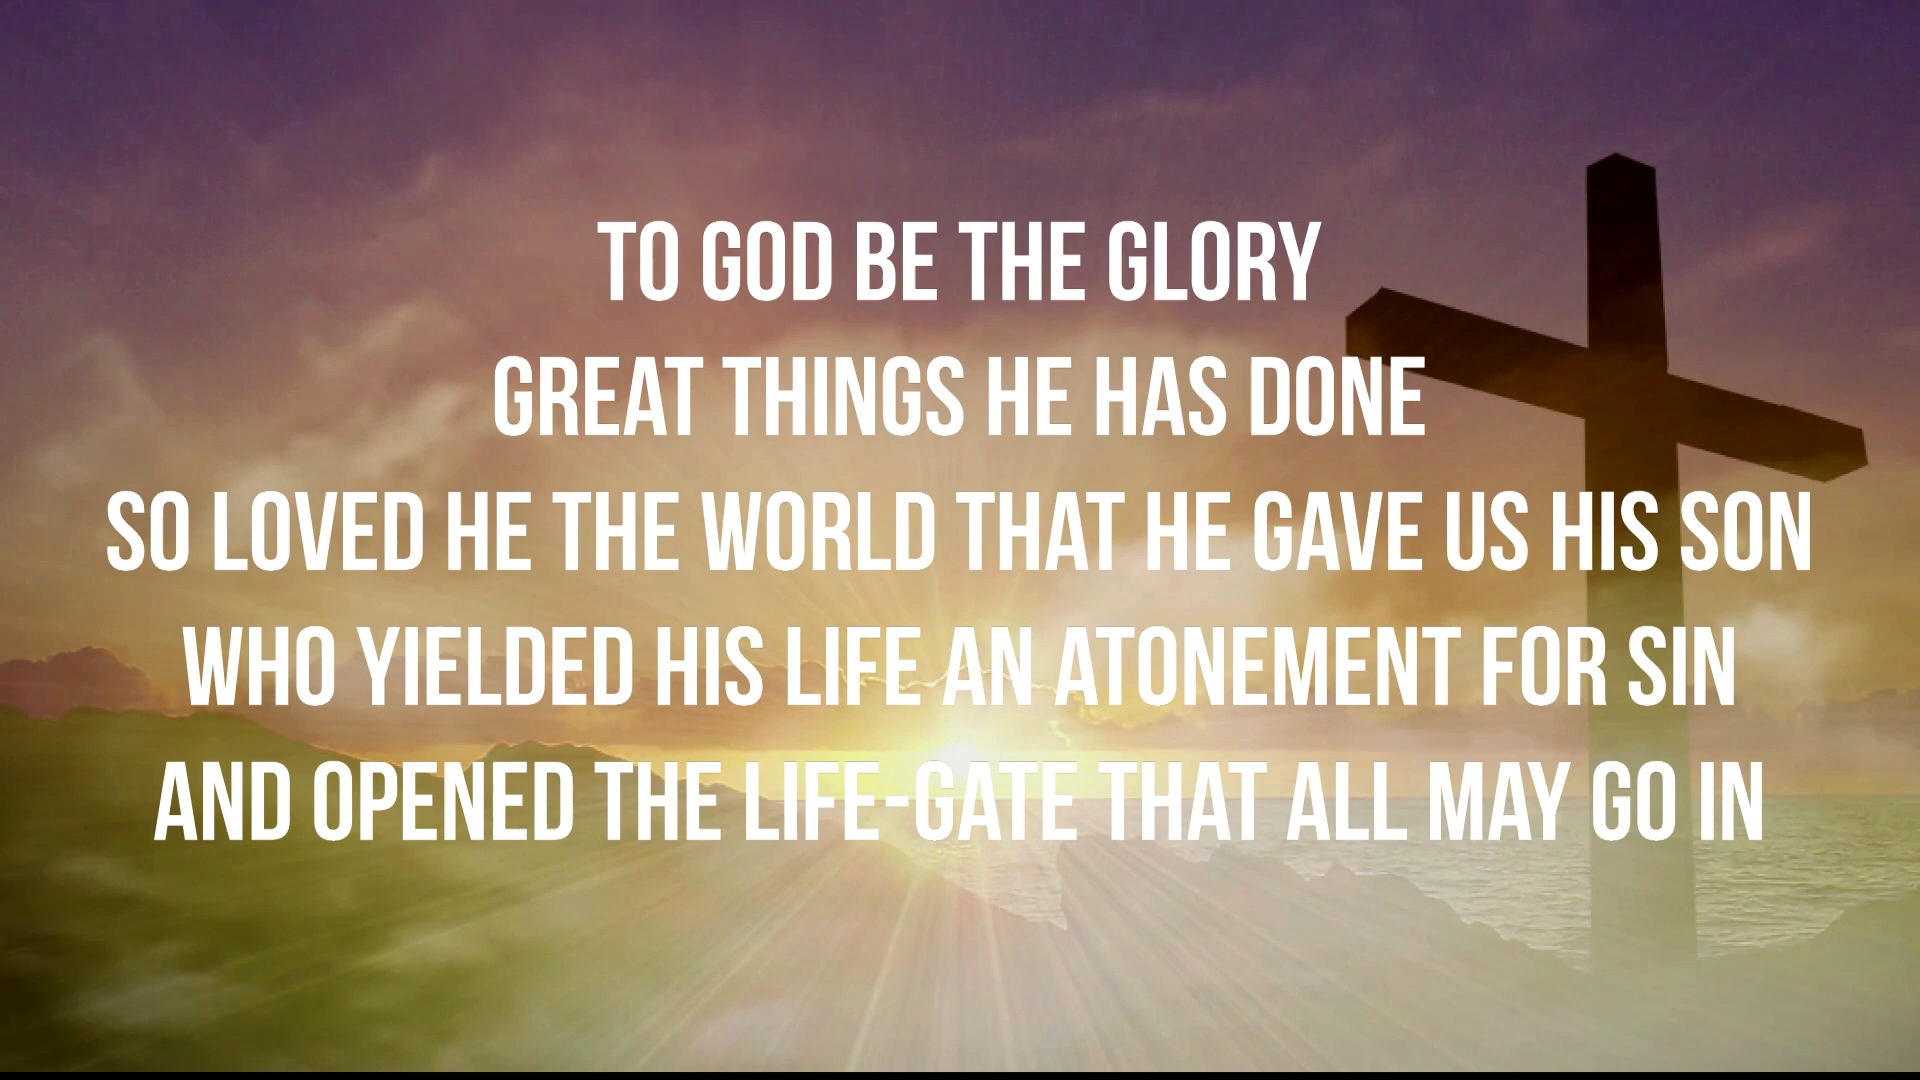 TO GOD BE THE GLORY
GREAT THINGS HE HAS DONE
SO LOVED HE THE WORLD THAT HE GAVE US HIS SON
WHO YIELDED HIS LIFE AN ATONEMENT FOR SIN
AND OPENED THE LIFE-GATE THAT ALL MAY GO IN